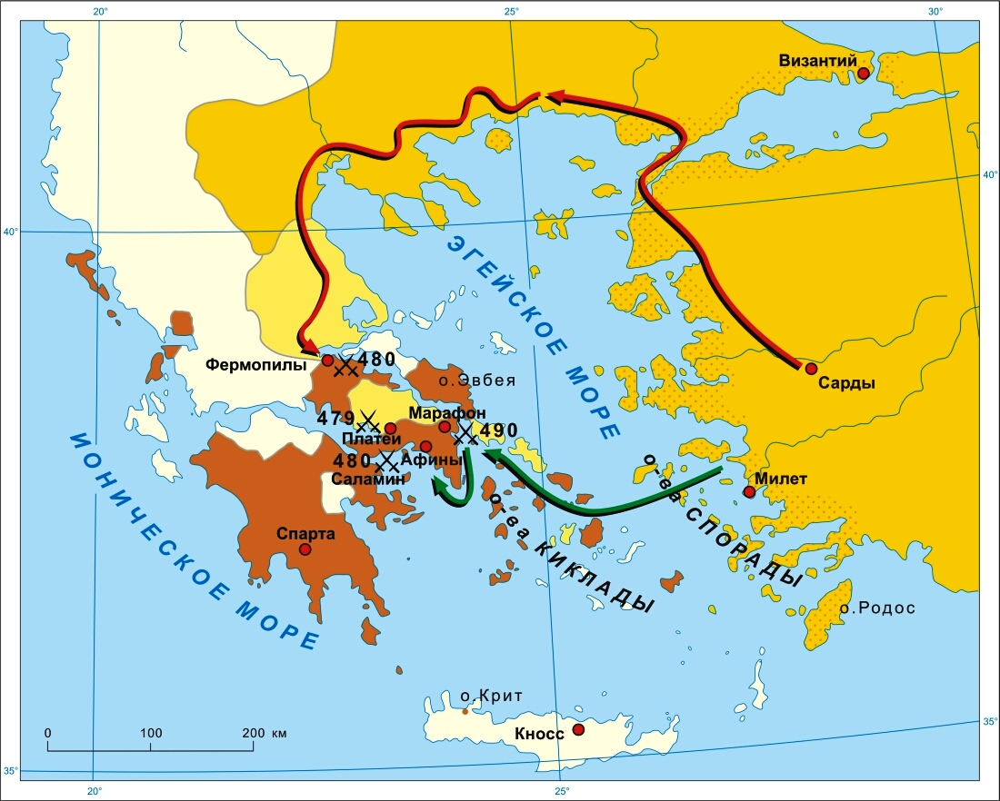 20°
25°
30°
Византий
40°
40°
ЭГЕЙСКОЕ МОРЕ
Фермопилы
480
о.Эвбея
Сарды
479
Марафон
490
Платеи
480
Афины
Саламин
о-ва СПОРАДЫ
Милет
ИОНИЧЕСКОЕ МОРЕ
о-ва КИКЛАДЫ
Спарта
о.Родос
о.Крит
Кносс
0 100 200 км
35°
35°
20°
25°